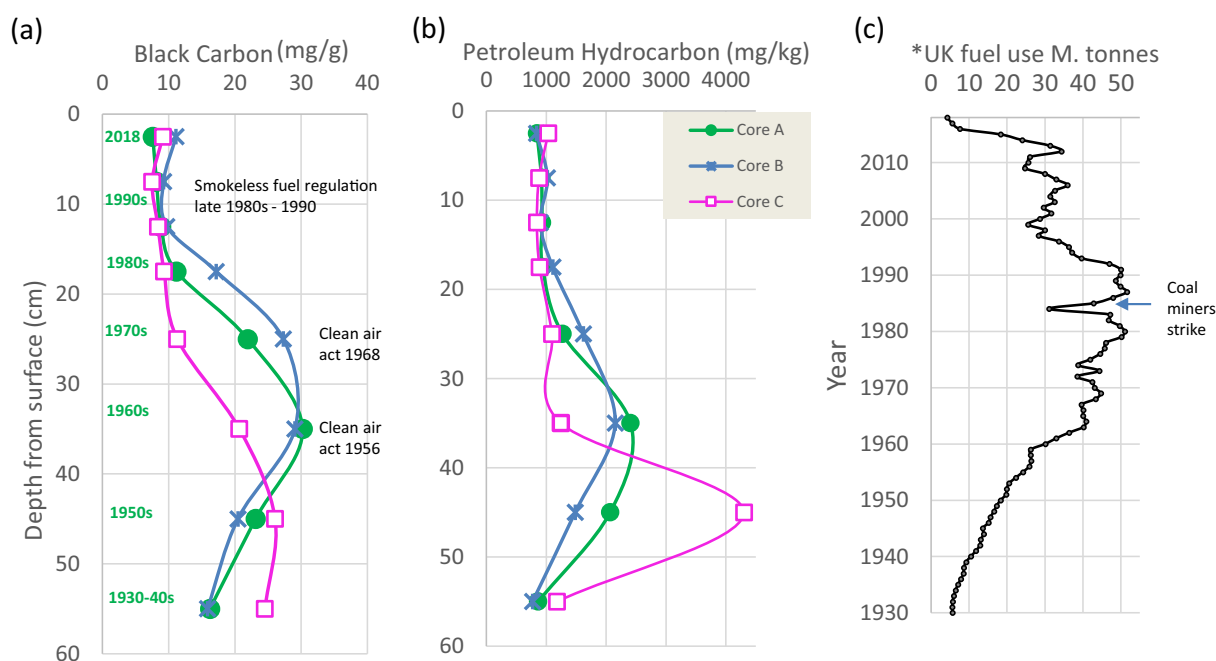 (a)
Black Carbon (mg/g)
0 10 20 30 40
0
10
20
30
40
50
60
Depth from surface (cm)
2018
1990s
1980s
1970s
1960s
1950s
1930-40s
Smokeless fuel regulation
late 1980s - 1990
Clean air
act 1968
Clean air
act 1956
(b)
Petroleum Hydrocarbon (mg/kg)
0 1000 2000 3000 4000
0
10
20
30
40
50
60
Core A
Core B
Core C
(c)
*UK fuel use M. tonnes
0 10 20 30 40 50
2010
2000
1990
1980
1970
1960
1950
1940
1930
Year
Coal
miners
strike